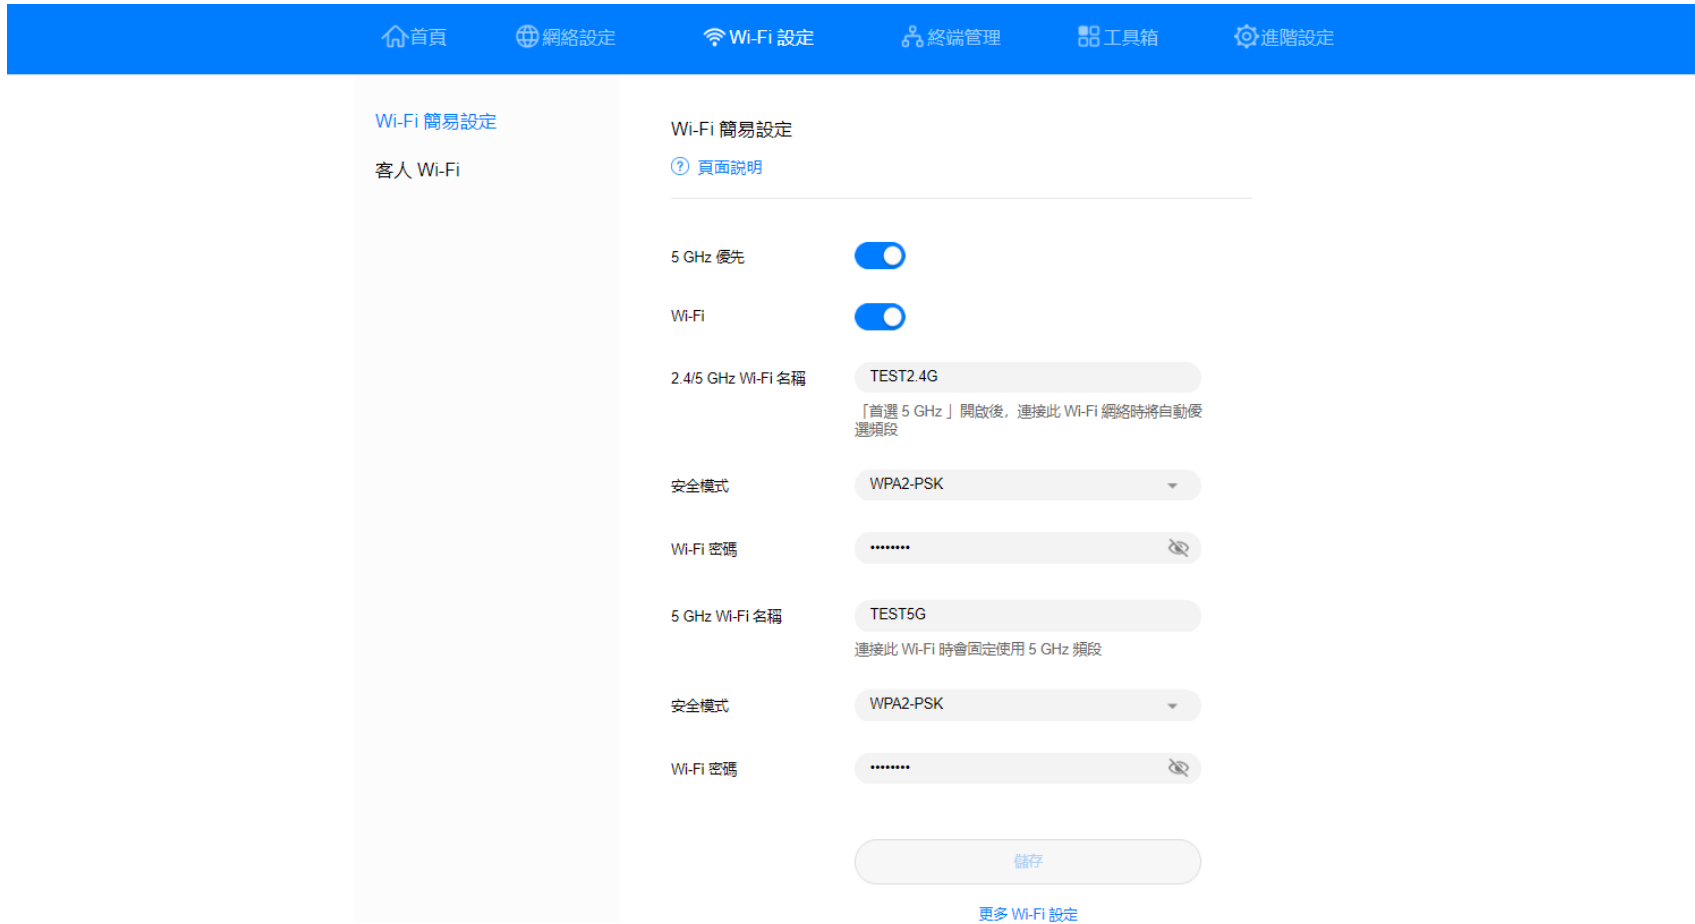 首頁 網絡設定 Wi-Fi 設定 終端管理 工具箱 進階設定
Wi-Fi 簡易設定
客人 Wi-Fi
Wi-Fi 簡易設定
? 頁面説明
5 GHz 優先
Wi-Fi
2.4/5 GHz Wi-Fi 名稱 TEST2.4G
「首選 5 GHz 」開啟後，連接此 Wi-Fi 網絡時將自動優
選頻段
安全模式 WPA2-PSK
Wi-Fi 密碼 ••••••••
5 GHz Wi-Fi 名稱 TEST5G
連接此 Wi-Fi 時會固定使用 5 GHz 頻段
安全模式 WPA2-PSK
Wi-Fi 密碼 ••••••••
儲存
更多 Wi-Fi 設定